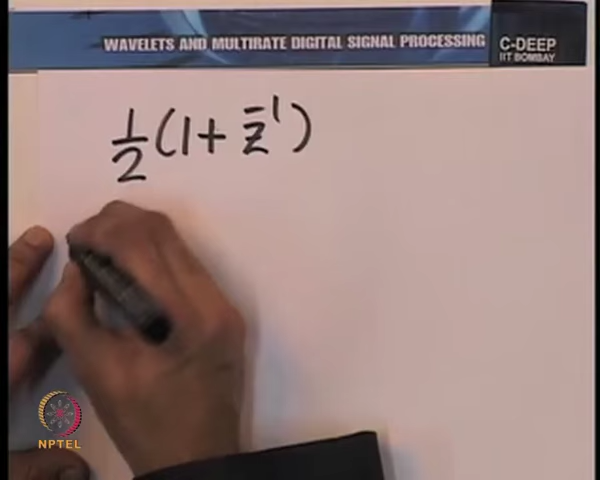 WAVELETS AND MULTIRATE DIGITAL SIGNAL PROCESSING
C-DEEP
IIT BOMBAY
1/2 (1 + z⁻¹)
NPTEL